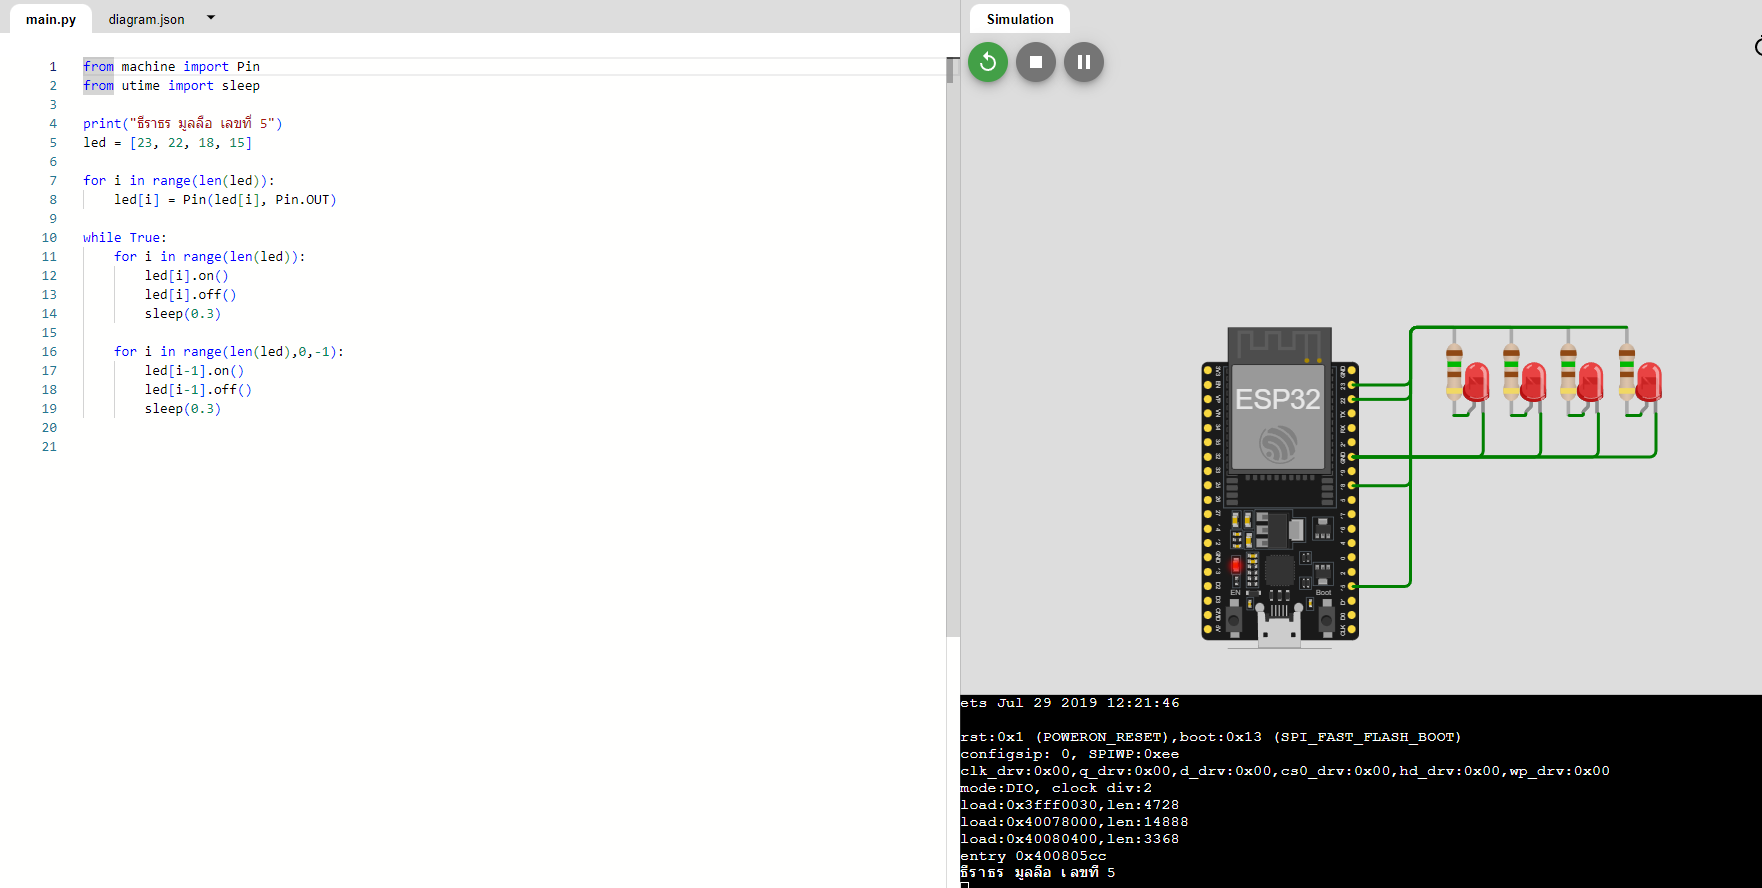 main.py
diagram.json
Simulation
1 from machine import Pin
2 from utime import sleep
3
4 print("ธีราธร มูลลือ เลขที่ 5")
5 led = [23, 22, 18, 15]
6
7 for i in range(len(led)):
8 led[i] = Pin(led[i], Pin.OUT)
9
10 while True:
11 for i in range(len(led)):
12 led[i].on()
13 led[i].off()
14 sleep(0.3)
15
16 for i in range(len(led),0,-1):
17 led[i-1].on()
18 led[i-1].off()
19 sleep(0.3)
20
21
ESP32
EN
Boot
ets Jul 29 2019 12:21:46
rst:0x1 (POWERON_RESET),boot:0x13 (SPI_FAST_FLASH_BOOT)
configsip: 0, SPIWP:0xee
clk_drv:0x00,q_drv:0x00,d_drv:0x00,cs0_drv:0x00,hd_drv:0x00,wp_drv:0x00
mode:DIO, clock div:2
load:0x3fff0030,len:4728
load:0x40078000,len:14888
load:0x40080400,len:3368
entry 0x400805cc
ธีราธร มูลลือ เลขที่ 5